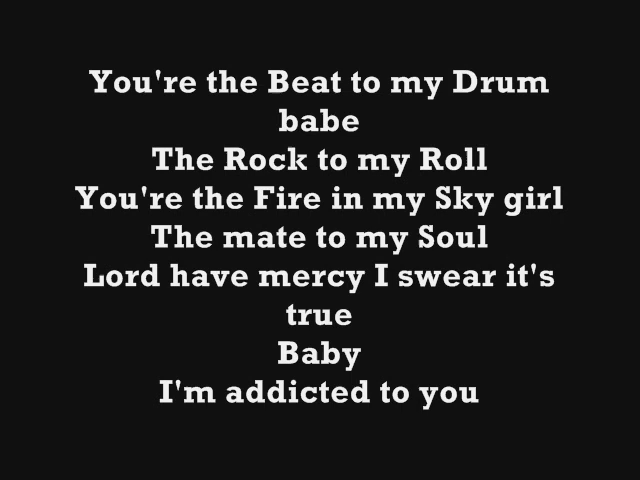 You're the Beat to my Drum
babe
The Rock to my Roll
You're the Fire in my Sky girl
The mate to my Soul
Lord have mercy I swear it's
true
Baby
I'm addicted to you